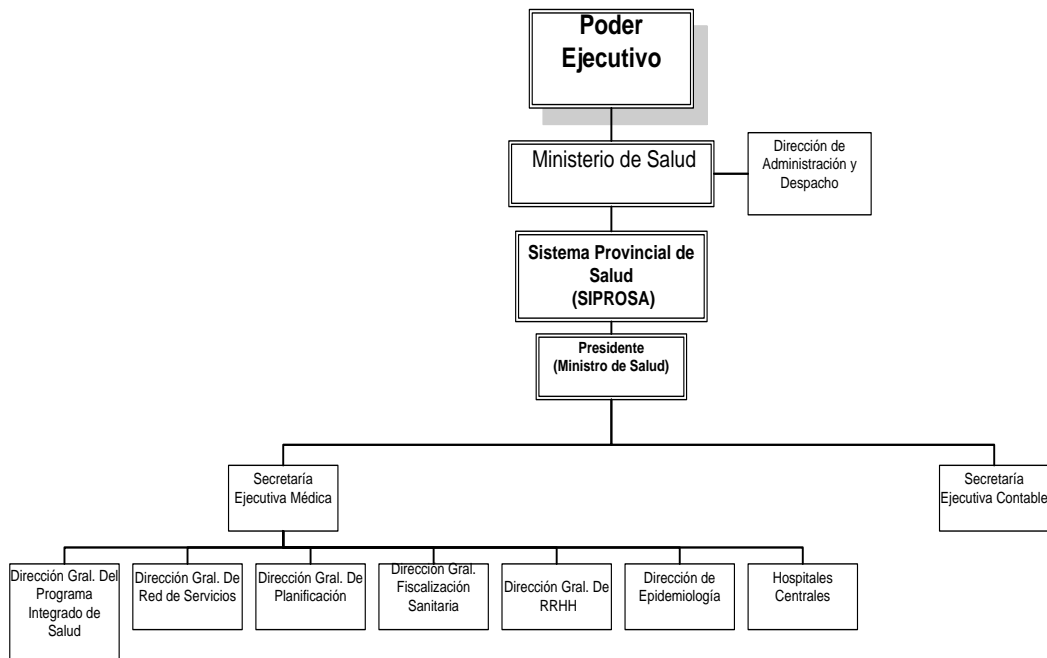 Poder
Ejecutivo
Ministerio de Salud
Dirección de
Administración y
Despacho
Sistema Provincial de
Salud
(SIPROSA)
Presidente
(Ministro de Salud)
Secretaría
Ejecutiva Médica
Secretaría
Ejecutiva Contable
Dirección Gral. Del
Programa
Integrado de
Salud
Dirección Gral. De
Red de Servicios
Dirección Gral. De
Planificación
Dirección Gral.
Fiscalización
Sanitaria
Dirección Gral. De
RRHH
Dirección de
Epidemiología
Hospitales
Centrales